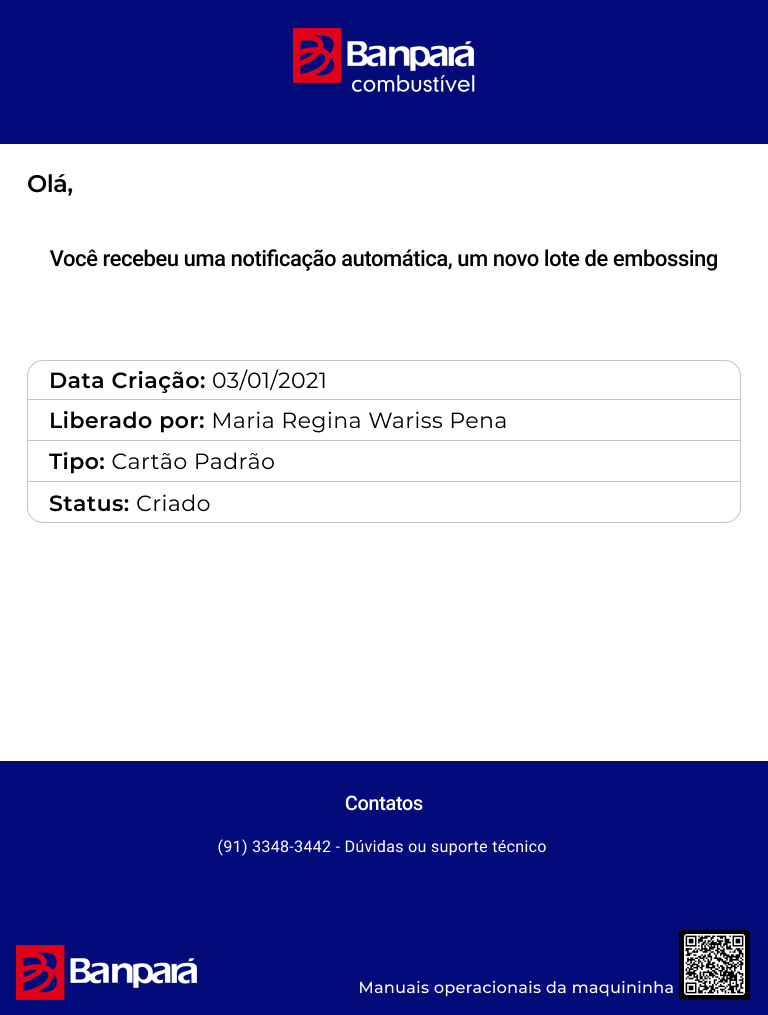 Banpará
combustível
Olá,
Você recebeu uma notificação automática, um novo lote de embossing
Data Criação: 03/01/2021
Liberado por: Maria Regina Wariss Pena
Tipo: Cartão Padrão
Status: Criado
Contatos
(91) 3348-3442 - Dúvidas ou suporte técnico
Banpará
Manuais operacionais da maquininha